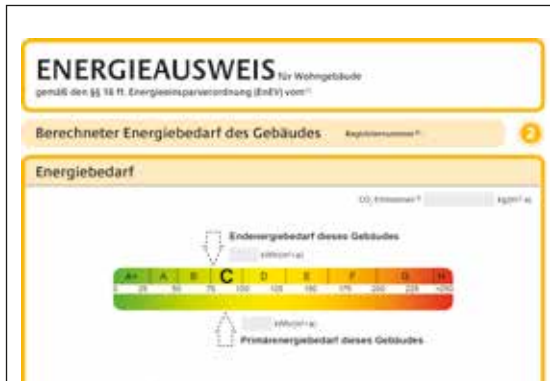 ENERGIEAUSWEIS für Wohngebäude
gemäß den §§ 16 ff. Energieeinsparverordnung (EnEV) vom
Berechneter Energiebedarf des Gebäudes Registriernummer 2
Energiebedarf
CO₂-Emissionen kg/(m²·a)
Endenergiebedarf dieses Gebäudes
kWh/(m²·a)
A+ A B C D E F G H
0 25 50 75 100 125 150 175 200 225 >250
kWh/(m²·a)
Primärenergiebedarf dieses Gebäudes